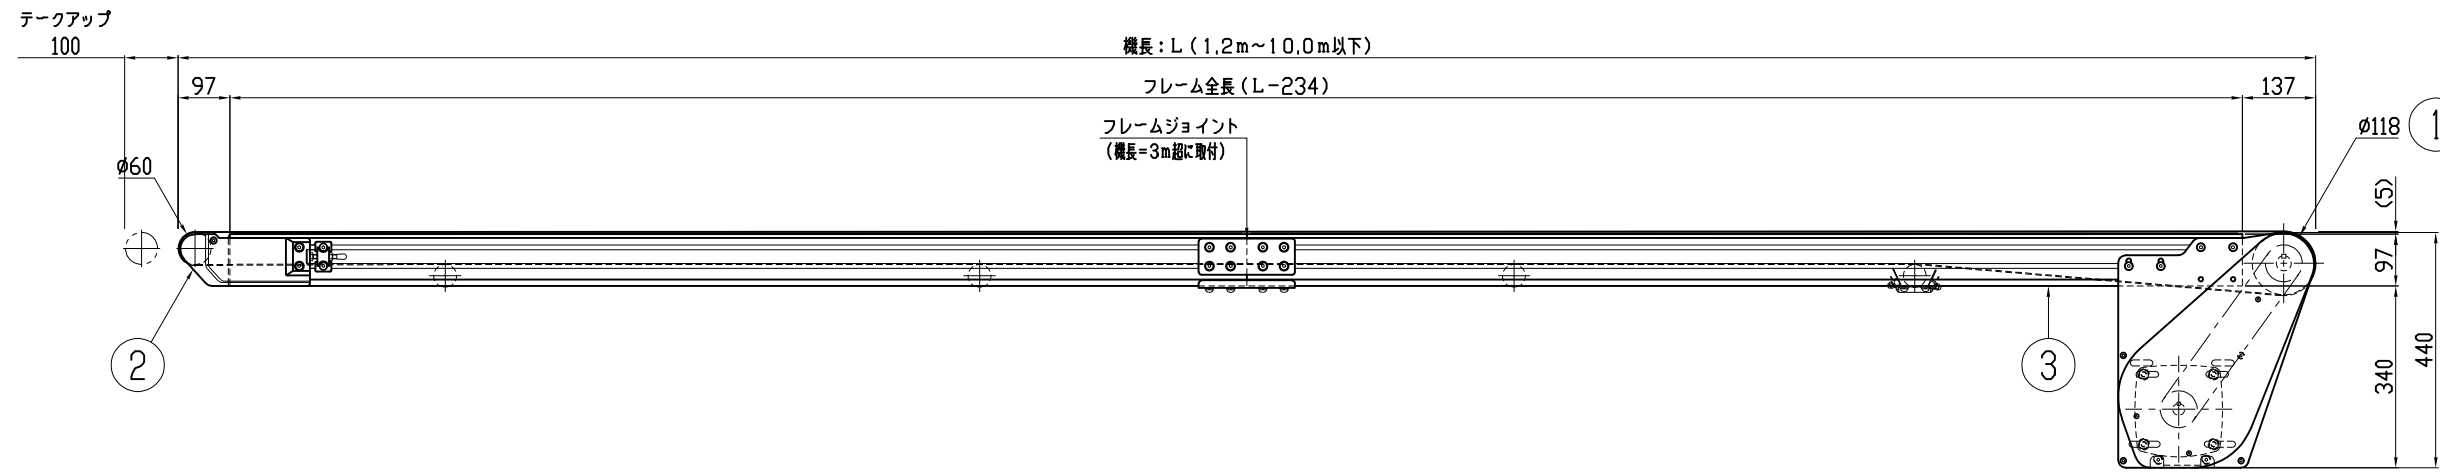 テークアップ
100
機長：L（1,2m～10,0m以下）
97
フレーム全長（L-234）
137
フレームジョイント
（機長=3m超に取付）
ø60
ø118
1
(5)
97
340
440
2
3